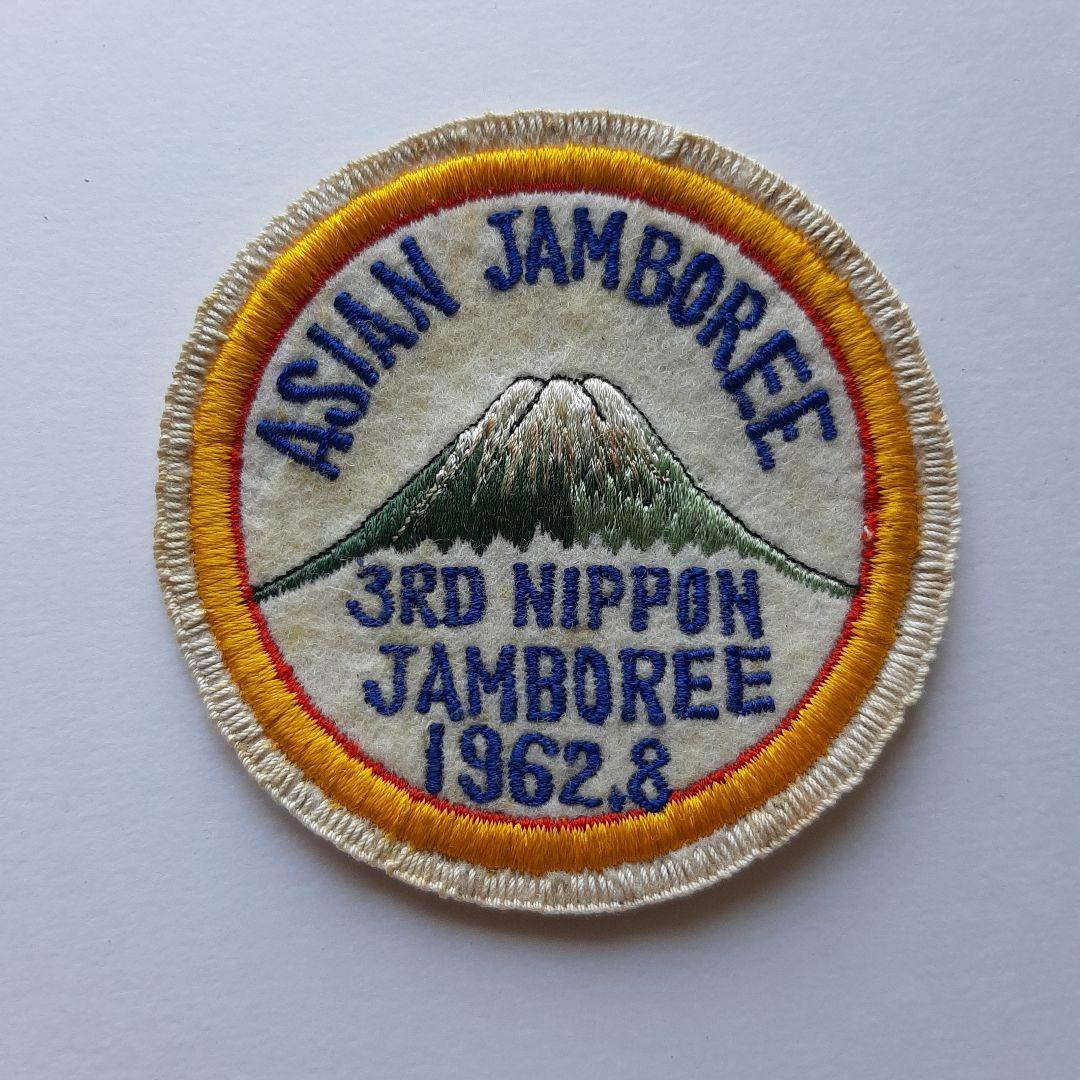 ASIAN JAMBOREE
3RD NIPPON
JAMBOREE
1962.8